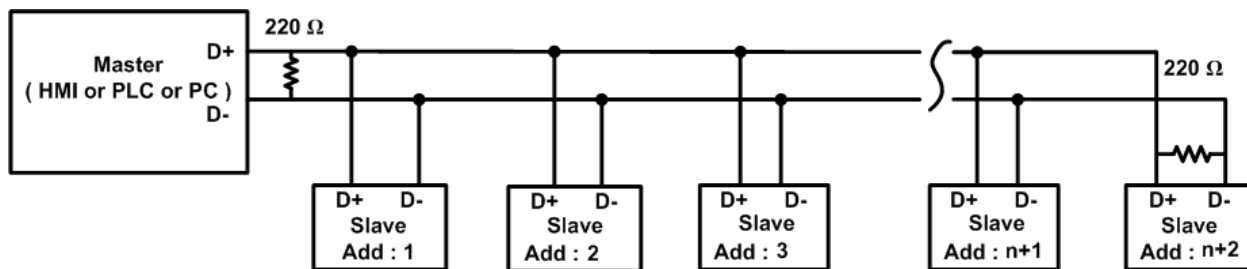 220 Ω
D+
Master
( HMI or PLC or PC )
D-
220 Ω
D+ D-
Slave
Add : 1
D+ D-
Slave
Add : 2
D+ D-
Slave
Add : 3
D+ D-
Slave
Add : n+1
D+ D-
Slave
Add : n+2